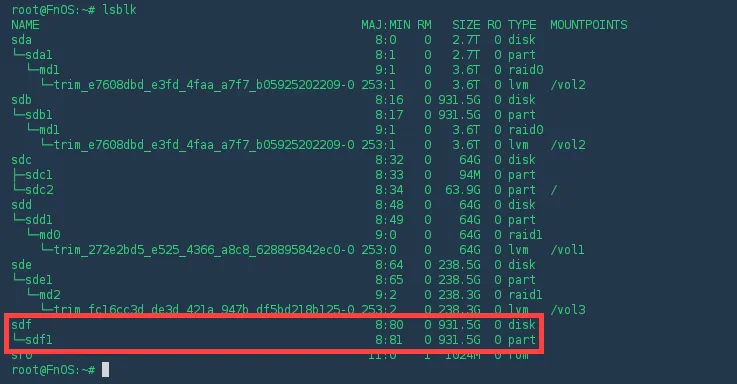 root@FnOS:~# lsblk
NAME MAJ:MIN RM SIZE RO TYPE MOUNTPOINTS
sda 8:0 0 2.7T 0 disk
└─sda1 8:1 0 2.7T 0 part
└─md1 9:1 0 3.6T 0 raid0
└─trim_e7608dbd_e3fd_4faa_a7f7_b05925202209-0 253:1 0 3.6T 0 lvm /vol2
sdb 8:16 0 931.5G 0 disk
└─sdb1 8:17 0 931.5G 0 part
└─md1 9:1 0 3.6T 0 raid0
└─trim_e7608dbd_e3fd_4faa_a7f7_b05925202209-0 253:1 0 3.6T 0 lvm /vol2
sdc 8:32 0 64G 0 disk
├─sdc1 8:33 0 94M 0 part
└─sdc2 8:34 0 63.9G 0 part /
sdd 8:48 0 64G 0 disk
└─sdd1 8:49 0 64G 0 part
└─md0 9:0 0 64G 0 raid1
└─trim_272e2bd5_e525_4366_a8c8_628895842ec0-0 253:0 0 64G 0 lvm /vol1
sde 8:64 0 238.5G 0 disk
└─sde1 8:65 0 238.5G 0 part
└─md2 9:2 0 238.3G 0 raid1
└─trim_fc16cc3d_de3d_421a_947b_df5bd218b125-0 253:2 0 238.3G 0 lvm /vol3
sdf 8:80 0 931.5G 0 disk
└─sdf1 8:81 0 931.5G 0 part
sr0 11:0 1 1024M 0 rom
root@FnOS:~#